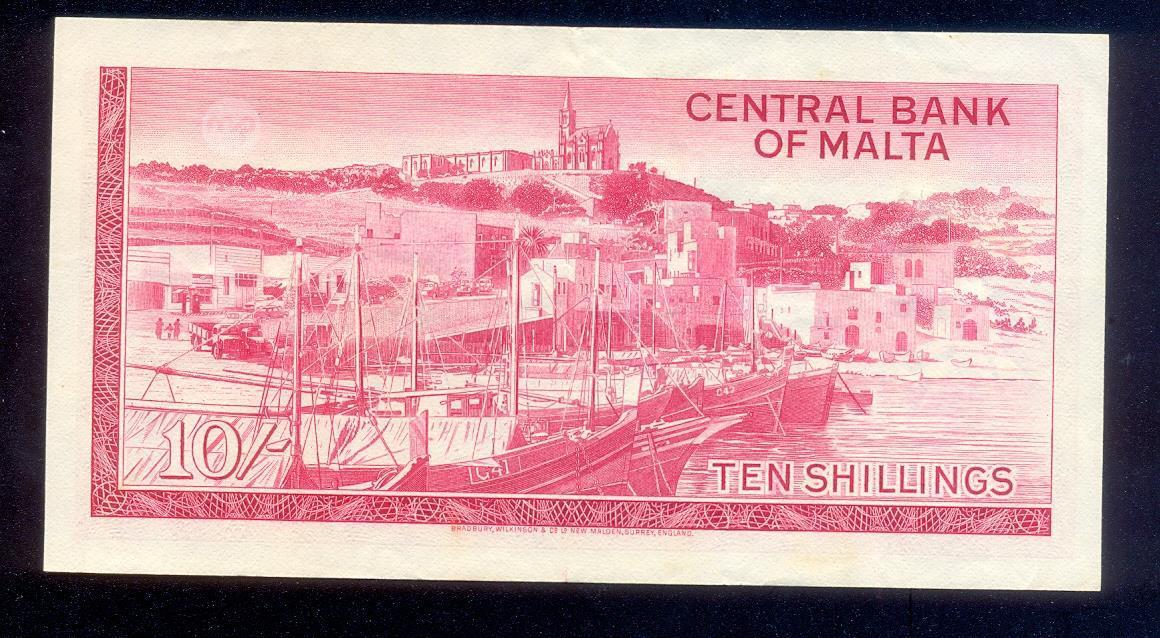 CENTRAL BANK
OF MALTA
10/-
TEN SHILLINGS
BRADBURY, WILKINSON & Cº Lᴰ NEW MALDEN, SURREY, ENGLAND.